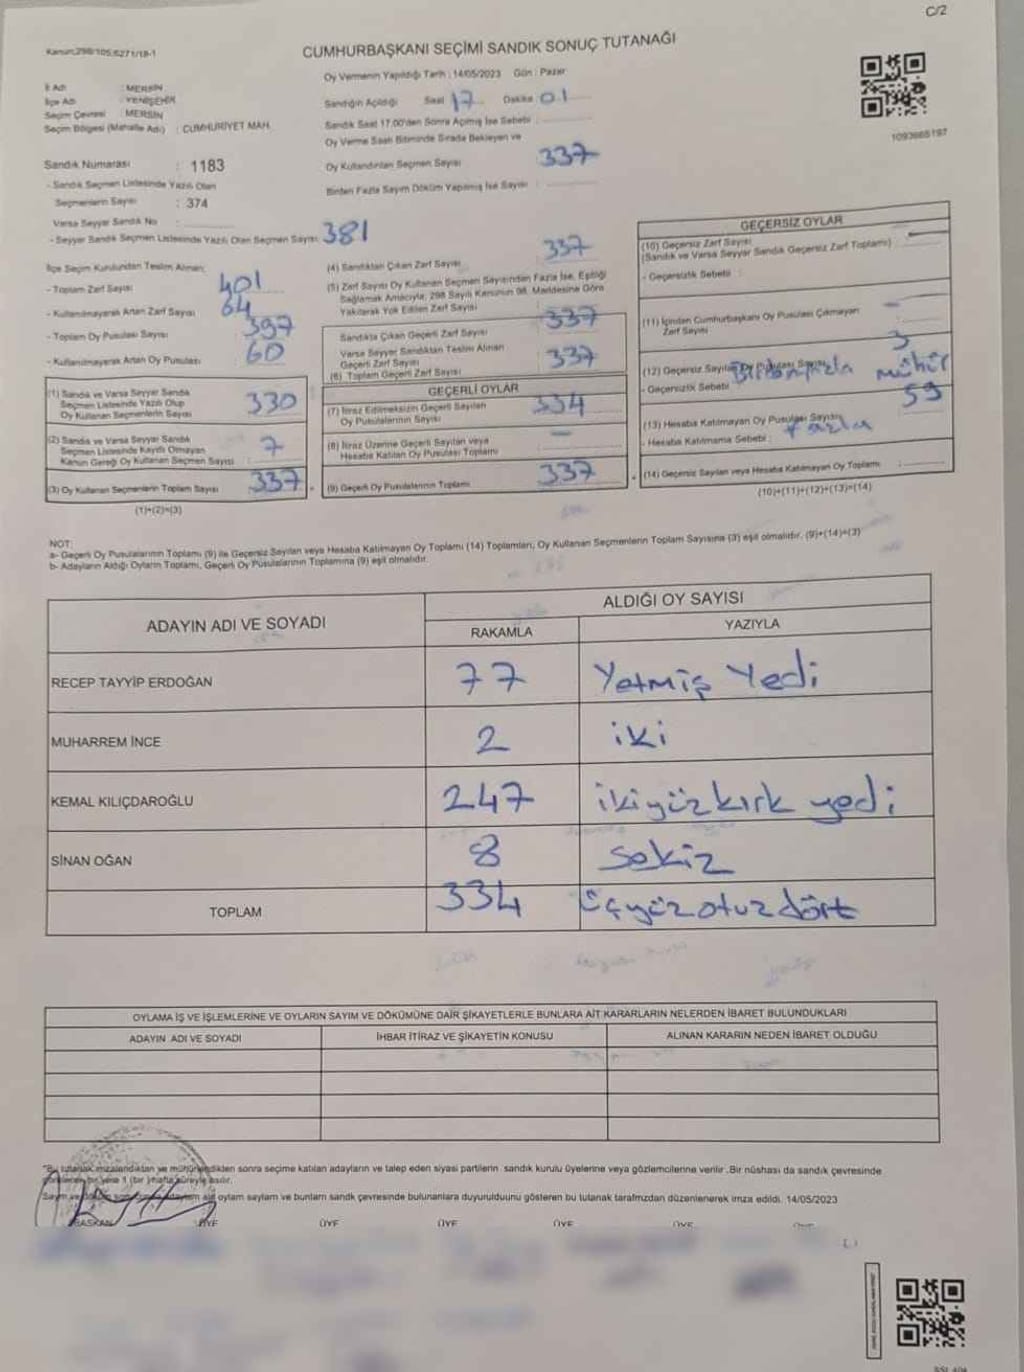 C/2
Kanun:298/105;6271/18-1
CUMHURBAŞKANI SEÇİMİ SANDIK SONUÇ TUTANAĞI
Oy Vermenin Yapıldığı Tarih : 14/05/2023 Gün : Pazar
İl Adı : MERSİN
İlçe Adı : YENİŞEHİR
Seçim Çevresi : MERSİN
Seçim Bölgesi (Mahalle Adı) : CUMHURİYET MAH.
Sandığın Açıldığı Saat 17 Dakika 01
Sandık Saat 17.00'den Sonra Açılmış İse Sebebi :
Oy Verme Saati Bitiminde Sırada Bekleyen ve
Oy Kullandırılan Seçmen Sayısı 337
Birden Fazla Sayım Döküm Yapılmış İse Sayısı :
1093665197
Sandık Numarası : 1183
- Sandık Seçmen Listesinde Yazılı Olan
Seçmenlerin Sayısı : 374
Varsa Seyyar Sandık No :
- Seyyar Sandık Seçmen Listesinde Yazılı Olan Seçmen Sayısı: 381
İlçe Seçim Kurulundan Teslim Alınan;
- Toplam Zarf Sayısı 401
- Kullanılmayarak Artan Zarf Sayısı 64
- Toplam Oy Pusulası Sayısı 397
- Kullanılmayarak Artan Oy Pusulası 60
(1) Sandık ve Varsa Seyyar Sandık
Seçmen Listesinde Yazılı Olup
Oy Kullanan Seçmenlerin Sayısı 330
(2) Sandık ve Varsa Seyyar Sandık
Seçmen Listesinde Kayıtlı Olmayan
Kanun Gereği Oy Kullanan Seçmen Sayısı 7
(3) Oy Kullanan Seçmenlerin Toplam Sayısı 337
(1)+(2)=(3)
(4) Sandıktan Çıkan Zarf Sayısı 337
(5) Zarf Sayısı Oy Kullanan Seçmen Sayısından Fazla İse, Eşitliği
Sağlamak Amacıyla, 298 Sayılı Kanunun 98. Maddesine Göre
Yakılarak Yok Edilen Zarf Sayısı :
Sandıkta Çıkan Geçerli Zarf Sayısı 337
Varsa Seyyar Sandıktan Teslim Alınan
Geçerli Zarf Sayısı
(6) Toplam Geçerli Zarf Sayısı 337
GEÇERLİ OYLAR
(7) İtiraz Edilmeksizin Geçerli Sayılan
Oy Pusulalarının Sayısı 334
(8) İtiraz Üzerine Geçerli Sayılan veya
Hesaba Katılan Oy Pusulası Toplamı —
(9) Geçerli Oy Pusulalarının Toplamı 337
GEÇERSİZ OYLAR
(10) Geçersiz Zarf Sayısı
(Sandık ve Varsa Seyyar Sandık Geçersiz Zarf Toplamı) —
- Geçersizlik Sebebi :
(11) İçinden Cumhurbaşkanı Oy Pusulası Çıkmayan
Zarf Sayısı —
(12) Geçersiz Sayılan Oy Pusulası Sayısı 3
- Geçersizlik Sebebi Birden fazla mühür
(13) Hesaba Katılmayan Oy Pusulası Sayısı 59
- Hesaba Katılmama Sebebi : fazla
(14) Geçersiz Sayılan veya Hesaba Katılmayan Oy Toplamı :
(10)+(11)+(12)+(13)=(14)
NOT:
a- Geçerli Oy Pusulalarının Toplamı (9) ile Geçersiz Sayılan veya Hesaba Katılmayan Oy Toplamı (14) Toplamları, Oy Kullanan Seçmenlerin Toplam Sayısına (3) eşit olmalıdır. (9)+(14)=(3)
b- Adayların Aldığı Oyların Toplamı, Geçerli Oy Pusulalarının Toplamına (9) eşit olmalıdır.
ADAYIN ADI VE SOYADI
ALDIĞI OY SAYISI
RAKAMLA YAZIYLA
RECEP TAYYİP ERDOĞAN 77 Yetmiş Yedi
MUHARREM İNCE 2 iki
KEMAL KILIÇDAROĞLU 247 ikiyüzkırk yedi
SİNAN OĞAN 8 sekiz
TOPLAM 334 üçyüzotuzdört
OYLAMA İŞ VE İŞLEMLERİNE VE OYLARIN SAYIM VE DÖKÜMÜNE DAİR ŞİKAYETLERLE BUNLARA AİT KARARLARIN NELERDEN İBARET BULUNDUKLARI
ADAYIN ADI VE SOYADI İHBAR İTİRAZ VE ŞİKAYETİN KONUSU ALINAN KARARIN NEDEN İBARET OLDUĞU
*Bu tutanak imzalandıktan ve mühürlendikten sonra seçime katılan adayların ve talep eden siyasi partilerin sandık kurulu üyelerine veya gözlemcilerine verilir .Bir nüshası da sandık çevresinde
görülecek bir yere 1 (bir) hafta süreyle asılır.
oyların sayılarını ve bunların sandık çevresinde bulunanlara duyurulduğunu gösteren bu tutanak tarafımızdan düzenlenerek imza edildi. 14/05/2023
BAŞKAN ÜYE ÜYE ÜYE ÜYE ÜYE ÜYE